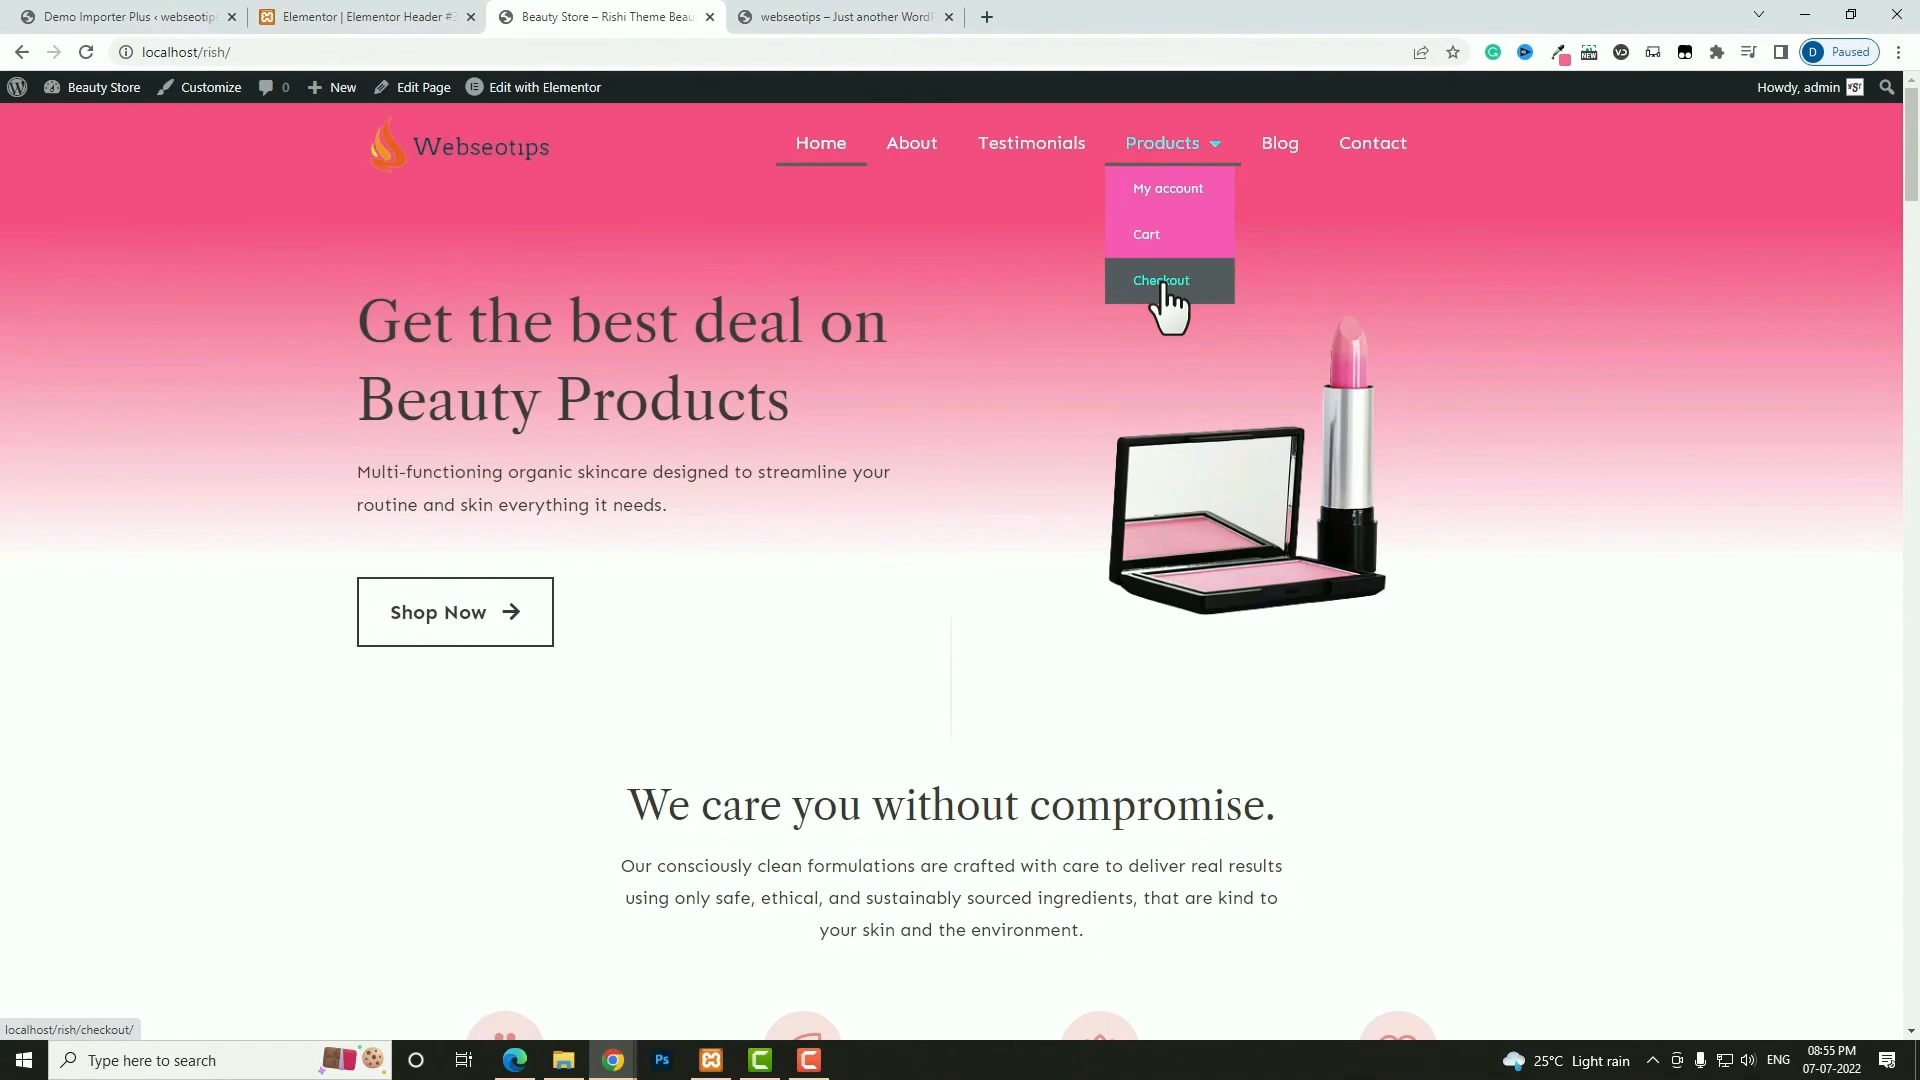 Demo Importer Plus ‹ webseotips
Elementor | Elementor Header #2
Beauty Store – Rishi Theme Beau
webseotips – Just another WordP
localhost/rish/
NEW
D Paused
Beauty Store
Customize
0
New
Edit Page
Edit with Elementor
Howdy, admin
Webseotips
Home
About
Testimonials
Products
Blog
Contact
My account
Cart
Checkout
Get the best deal on
Beauty Products
Multi-functioning organic skincare designed to streamline your
routine and skin everything it needs.
Shop Now
We care you without compromise.
Our consciously clean formulations are crafted with care to deliver real results
using only safe, ethical, and sustainably sourced ingredients, that are kind to
your skin and the environment.
localhost/rish/checkout/
Type here to search
Ps
25°C Light rain
ENG
08:55 PM
07-07-2022